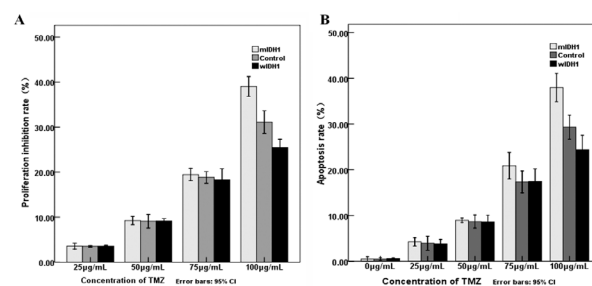 A
50.00
40.00
30.00
20.00
10.00
0.00
Proliferation inhibition rate (%)
mIDH1
Control
wIDH1
25μg/mL 50μg/mL 75μg/mL 100μg/mL
Concentration of TMZ Error bars: 95% CI
B
50.00
40.00
30.00
20.00
10.00
.00
Apoptosis rate (%)
mIDH1
Control
wIDH1
0μg/mL 25μg/mL 50μg/mL 75μg/mL 100μg/mL
Concentration of TMZ Error bars: 95% CI